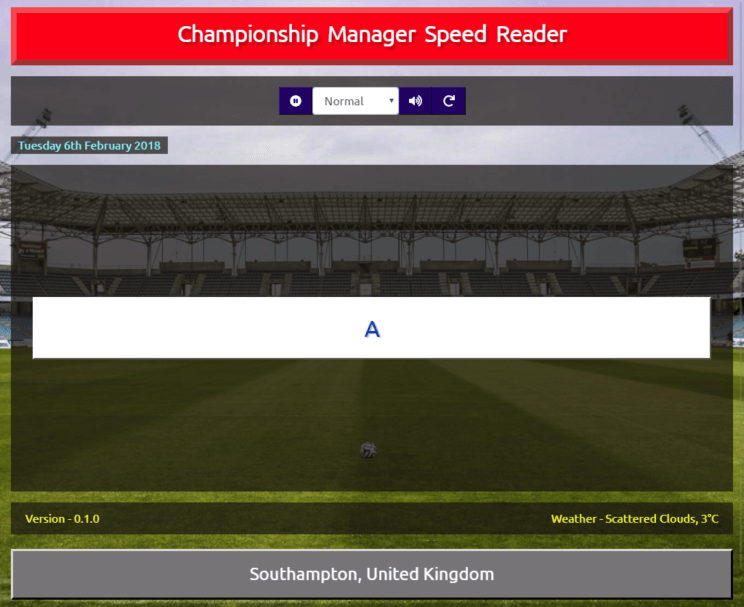 Championship Manager Speed Reader
Normal
Tuesday 6th February 2018
A
Version - 0.1.0
Weather - Scattered Clouds, 3°C
Southampton, United Kingdom